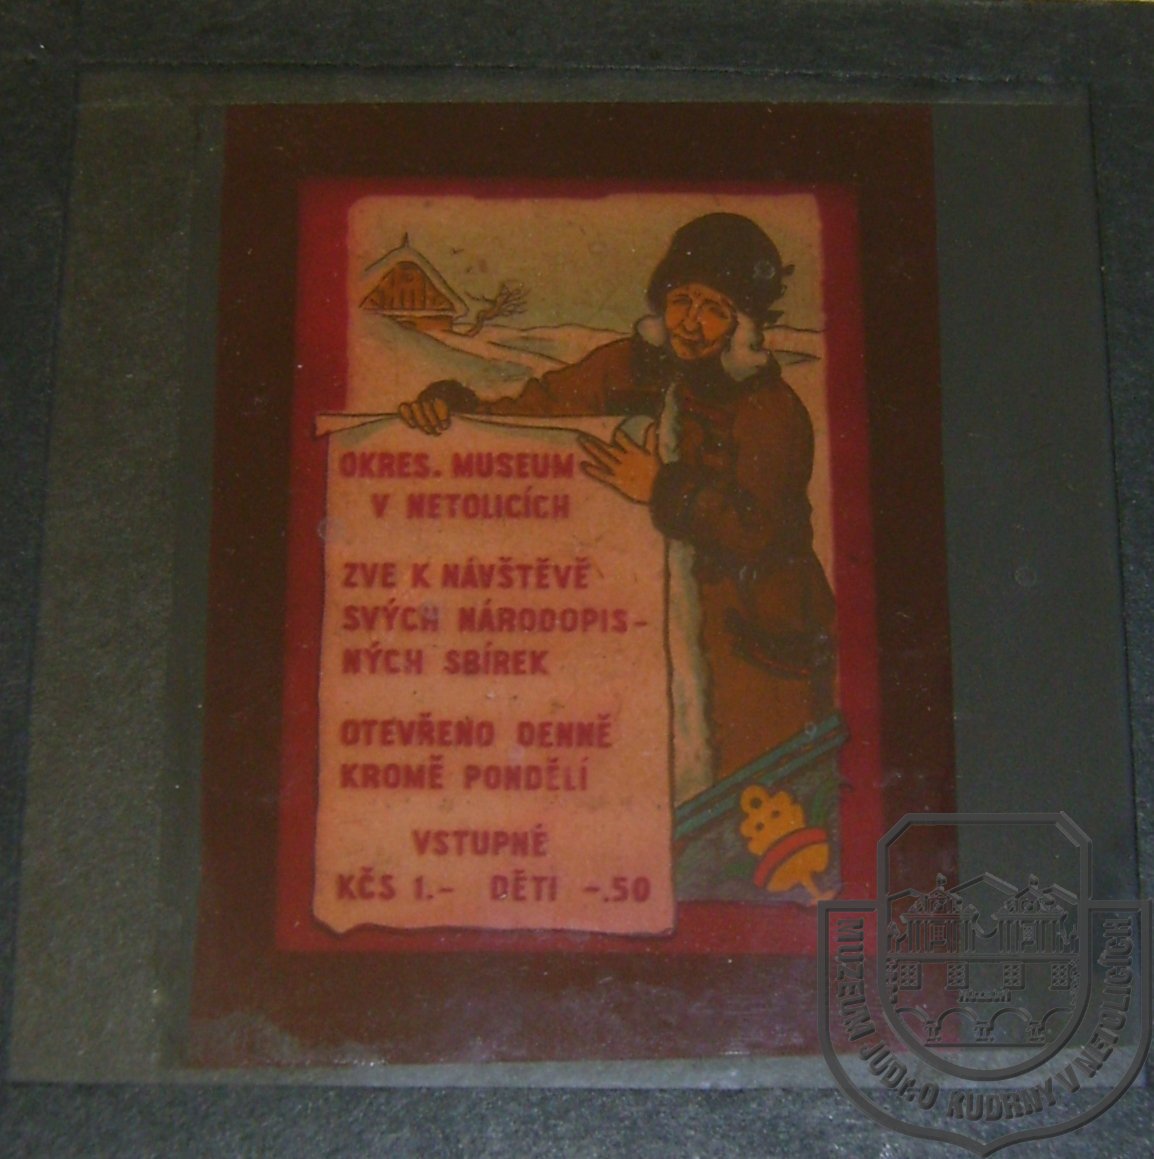 OKRES. MUSEUM
V NETOLICÍCH
ZVE K NÁVŠTĚVĚ
SVÝCH NÁRODOPIS-
NÝCH SBÍREK
OTEVŘENO DENNĚ
KROMĚ PONDĚLÍ
VSTUPNÉ
KČS 1.- DĚTI -.50
MUZEUM JUDr. O KUDRNY V NETOLICÍCH